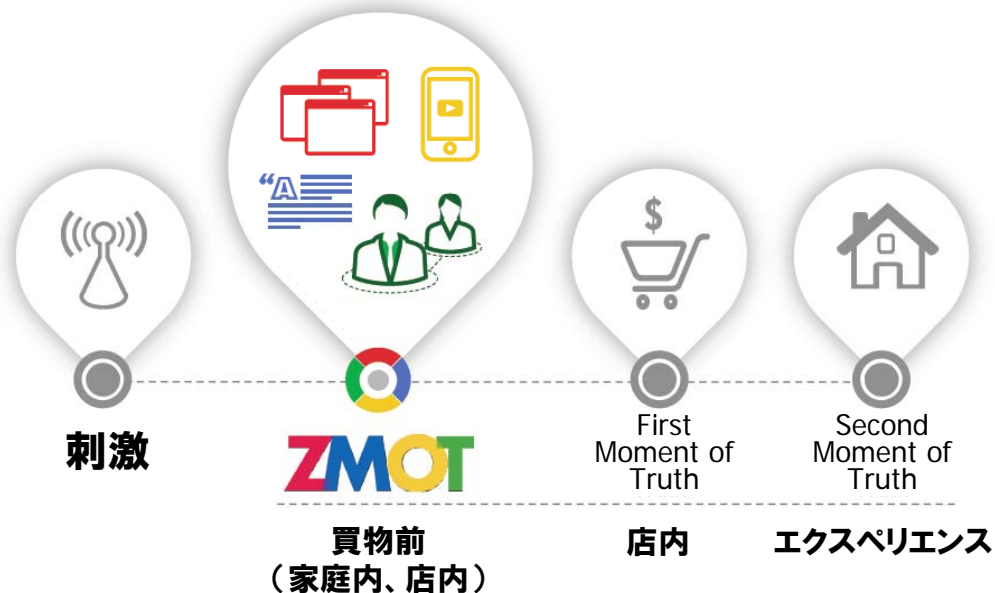 “A
$
刺激
ZMOT
First
Moment of
Truth
Second
Moment of
Truth
買物前
（家庭内、店内）
店内
エクスペリエンス